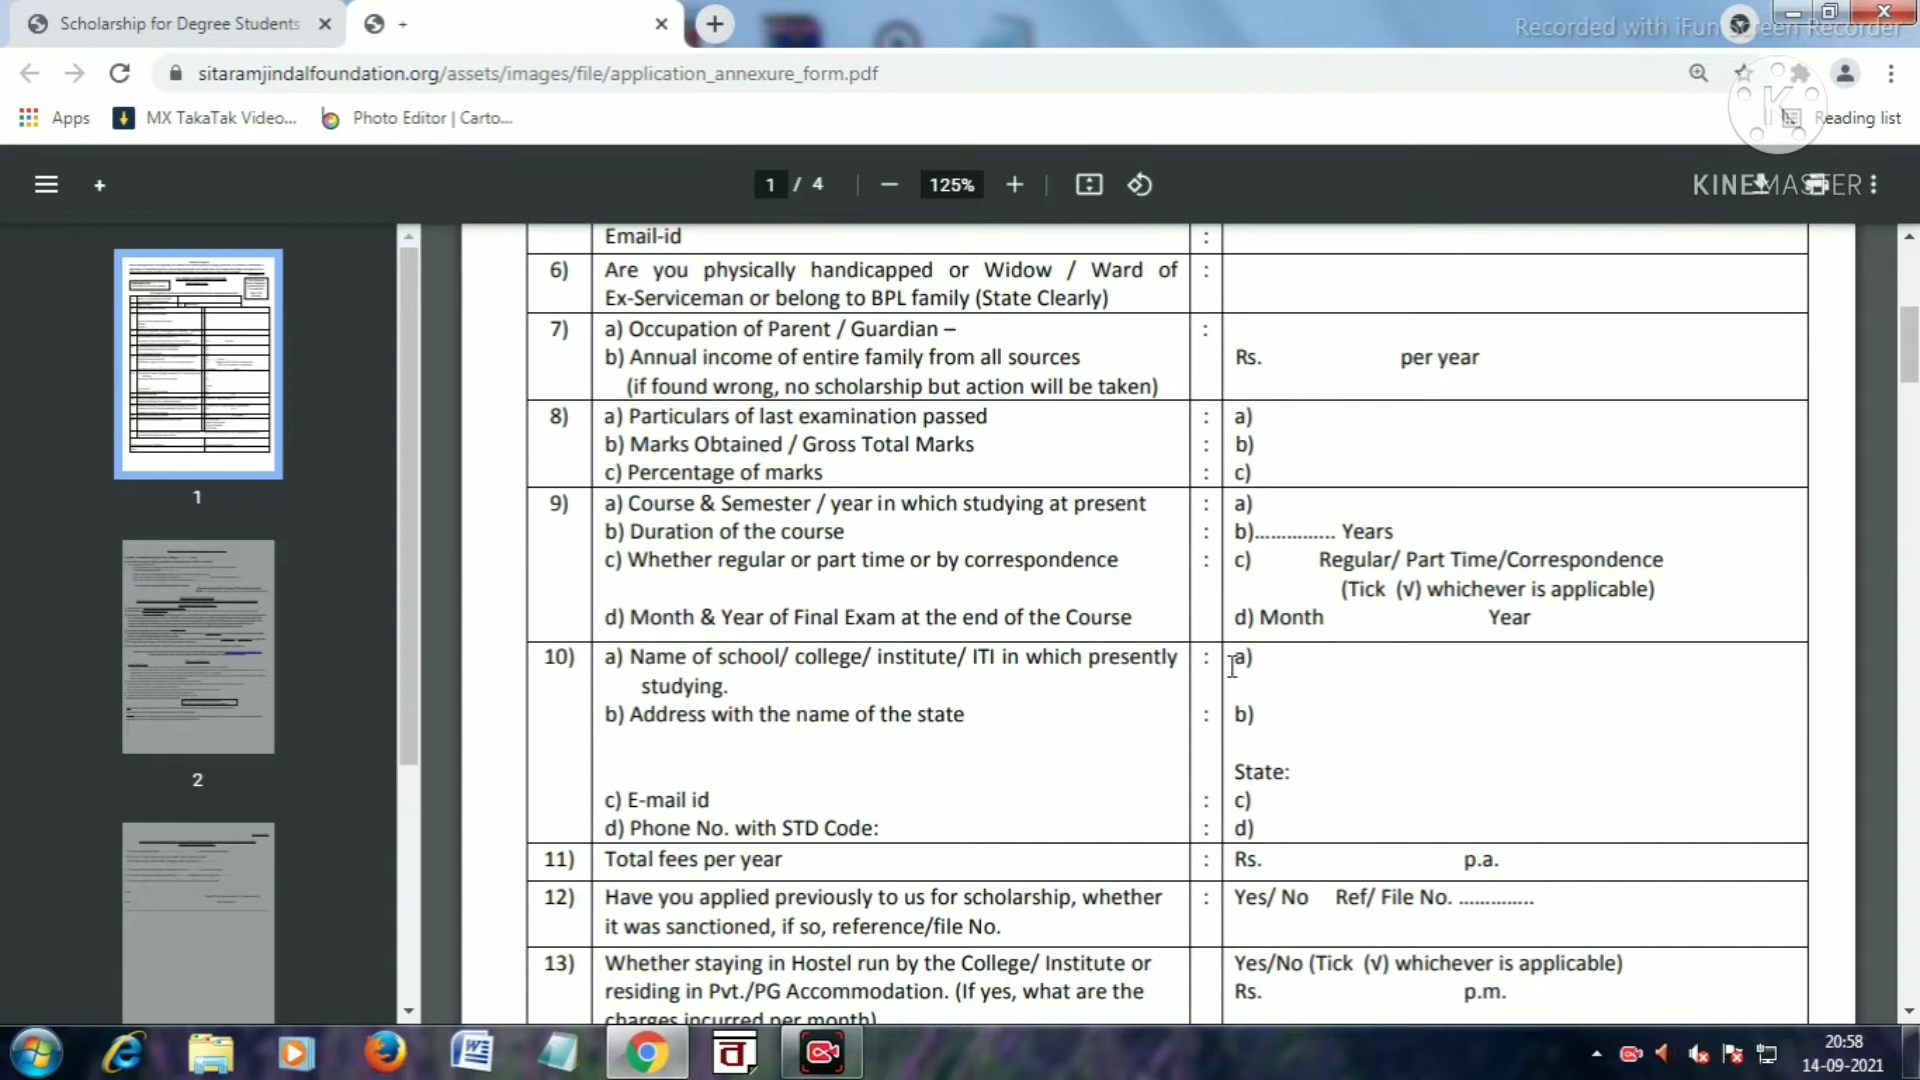 Scholarship for Degree Students
+
Recorded with iFun Screen Recorder
sitaramjindalfoundation.org/assets/images/file/application_annexure_form.pdf
Apps
MX TakaTak Video...
Photo Editor | Carto...
K
Reading list
+
1 / 4
125%
KINEMASTER
Email-id :
6) Are you physically handicapped or Widow / Ward of :
Ex-Serviceman or belong to BPL family (State Clearly)
7) a) Occupation of Parent / Guardian – :
b) Annual income of entire family from all sources Rs. per year
(if found wrong, no scholarship but action will be taken)
8) a) Particulars of last examination passed : a)
b) Marks Obtained / Gross Total Marks : b)
c) Percentage of marks : c)
9) a) Course & Semester / year in which studying at present : a)
b) Duration of the course : b)…………... Years
c) Whether regular or part time or by correspondence : c) Regular/ Part Time/Correspondence
(Tick (√) whichever is applicable)
d) Month & Year of Final Exam at the end of the Course d) Month Year
10) a) Name of school/ college/ institute/ ITI in which presently : a)
studying.
b) Address with the name of the state : b)
State:
c) E-mail id : c)
d) Phone No. with STD Code: : d)
11) Total fees per year : Rs. p.a.
12) Have you applied previously to us for scholarship, whether : Yes/ No Ref/ File No. …………..
it was sanctioned, if so, reference/file No.
13) Whether staying in Hostel run by the College/ Institute or Yes/No (Tick (√) whichever is applicable)
residing in Pvt./PG Accommodation. (If yes, what are the Rs. p.m.
charges incurred per month)
1
2
20:58
14-09-2021